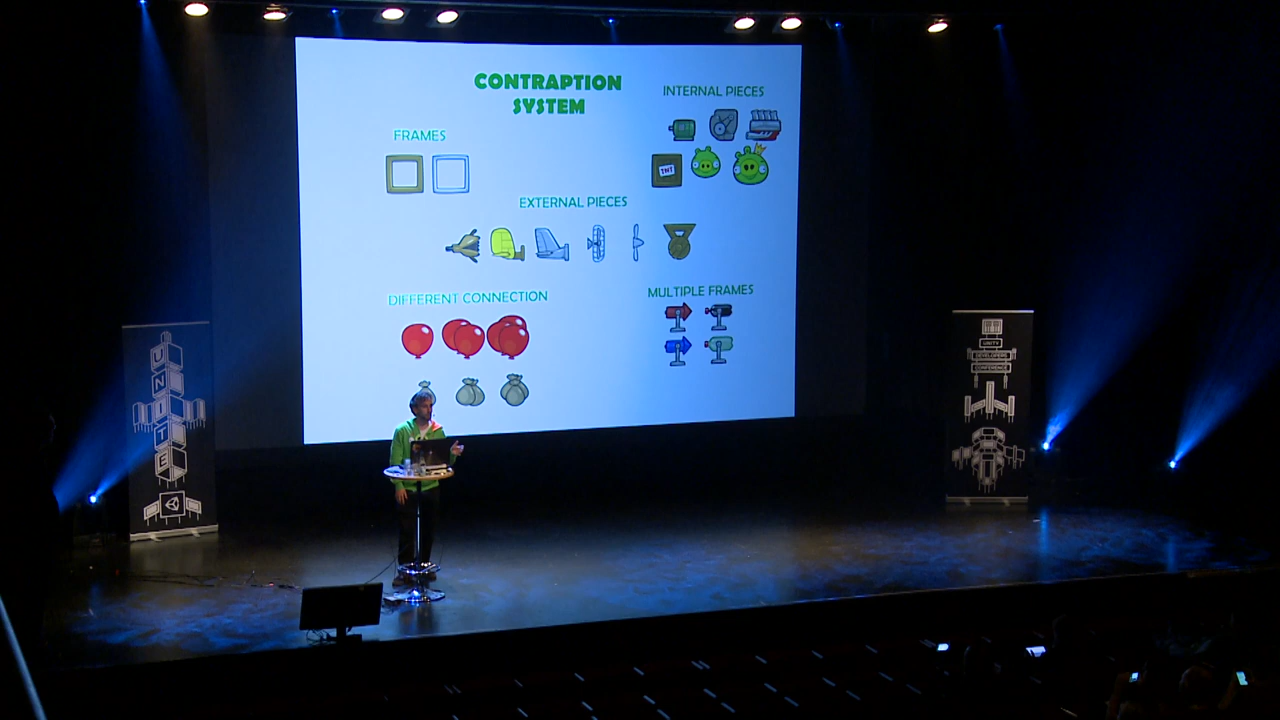 CONTRAPTION
SYSTEM
INTERNAL PIECES
FRAMES
TNT
EXTERNAL PIECES
DIFFERENT CONNECTION
MULTIPLE FRAMES
UNITE
UNITY
DEVELOPERS
CONFERENCE